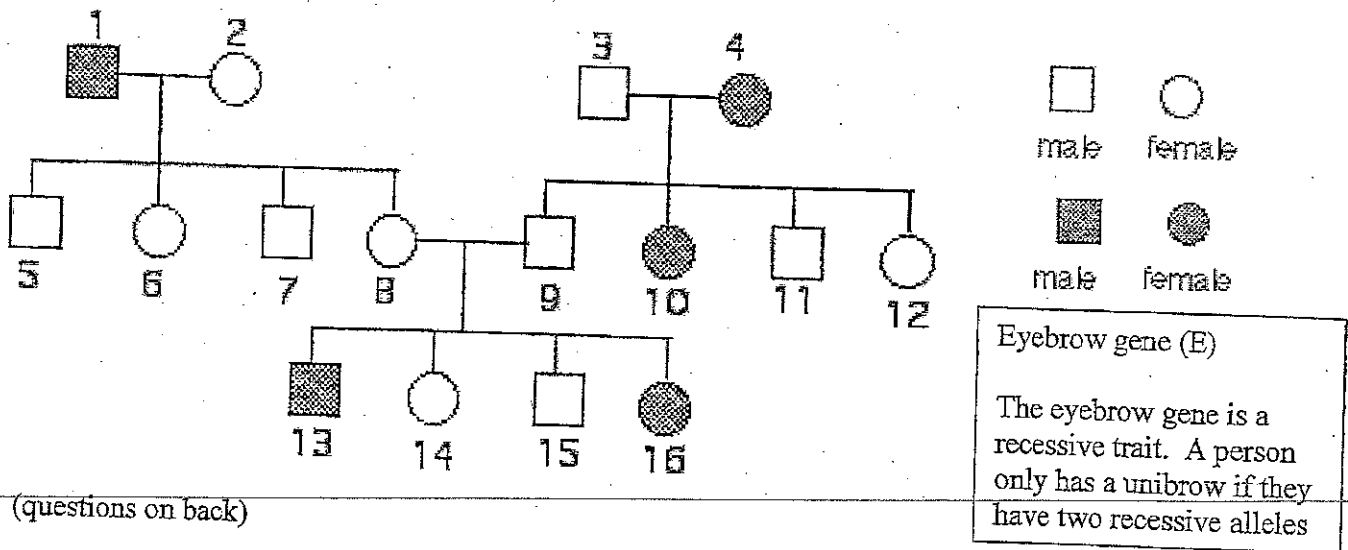 1 2
3 4
male female
5 6 7 8 9 10 11 12
male female
13 14 15 16
Eyebrow gene (E)
The eyebrow gene is a
recessive trait. A person
only has a unibrow if they
have two recessive alleles
(questions on back)